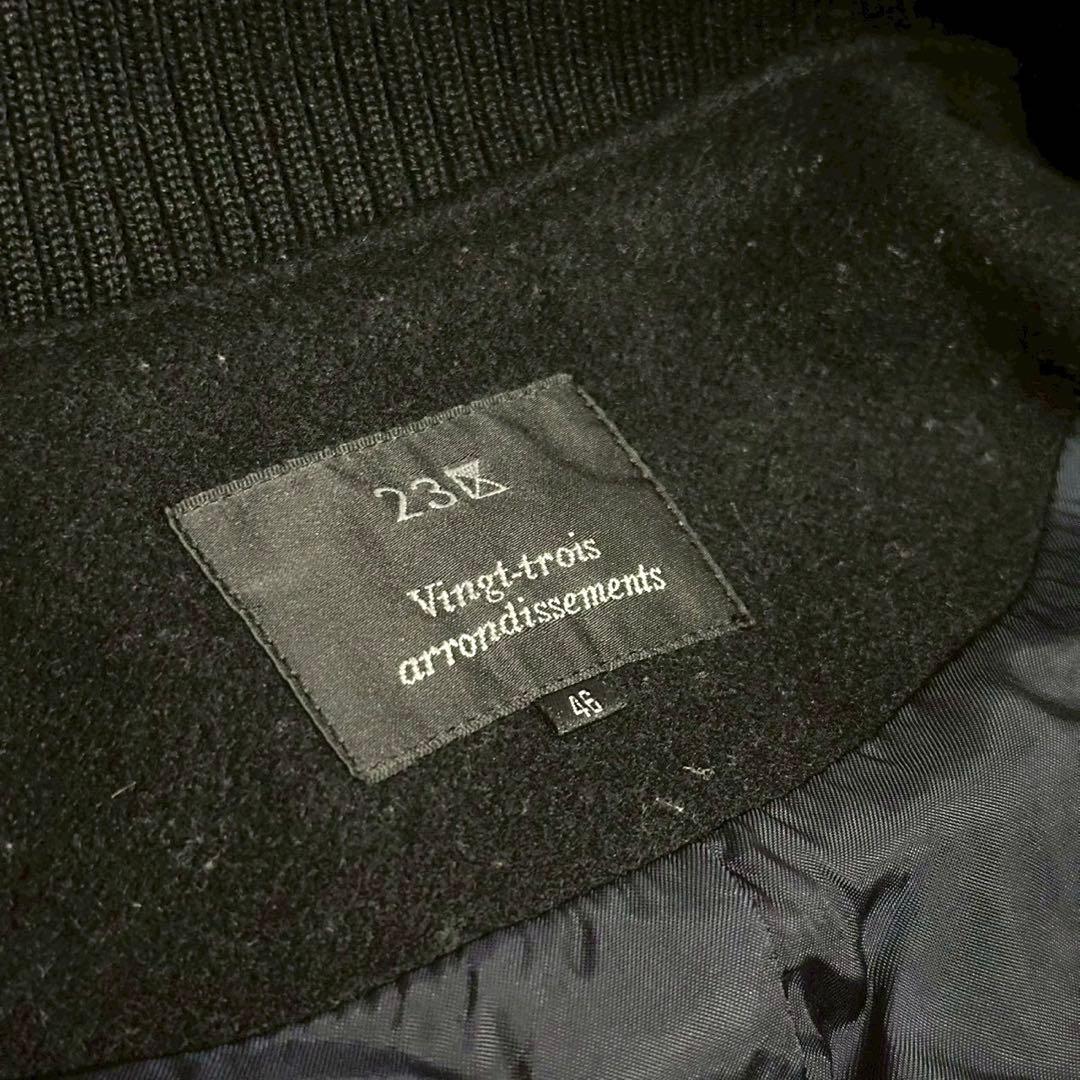 23区
Vingt-trois
arrondissements
46